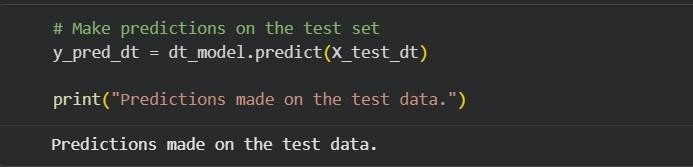 # Make predictions on the test set
y_pred_dt = dt_model.predict(X_test_dt)
print("Predictions made on the test data.")
Predictions made on the test data.